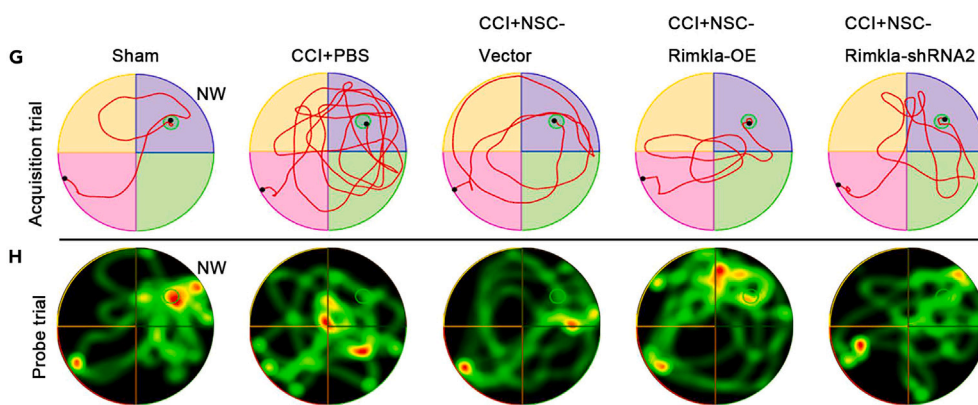 CCI+NSC- CCI+NSC- CCI+NSC-
G Sham CCI+PBS Vector Rimkla-OE Rimkla-shRNA2
NW
Acquisition trial
H NW
Probe trial